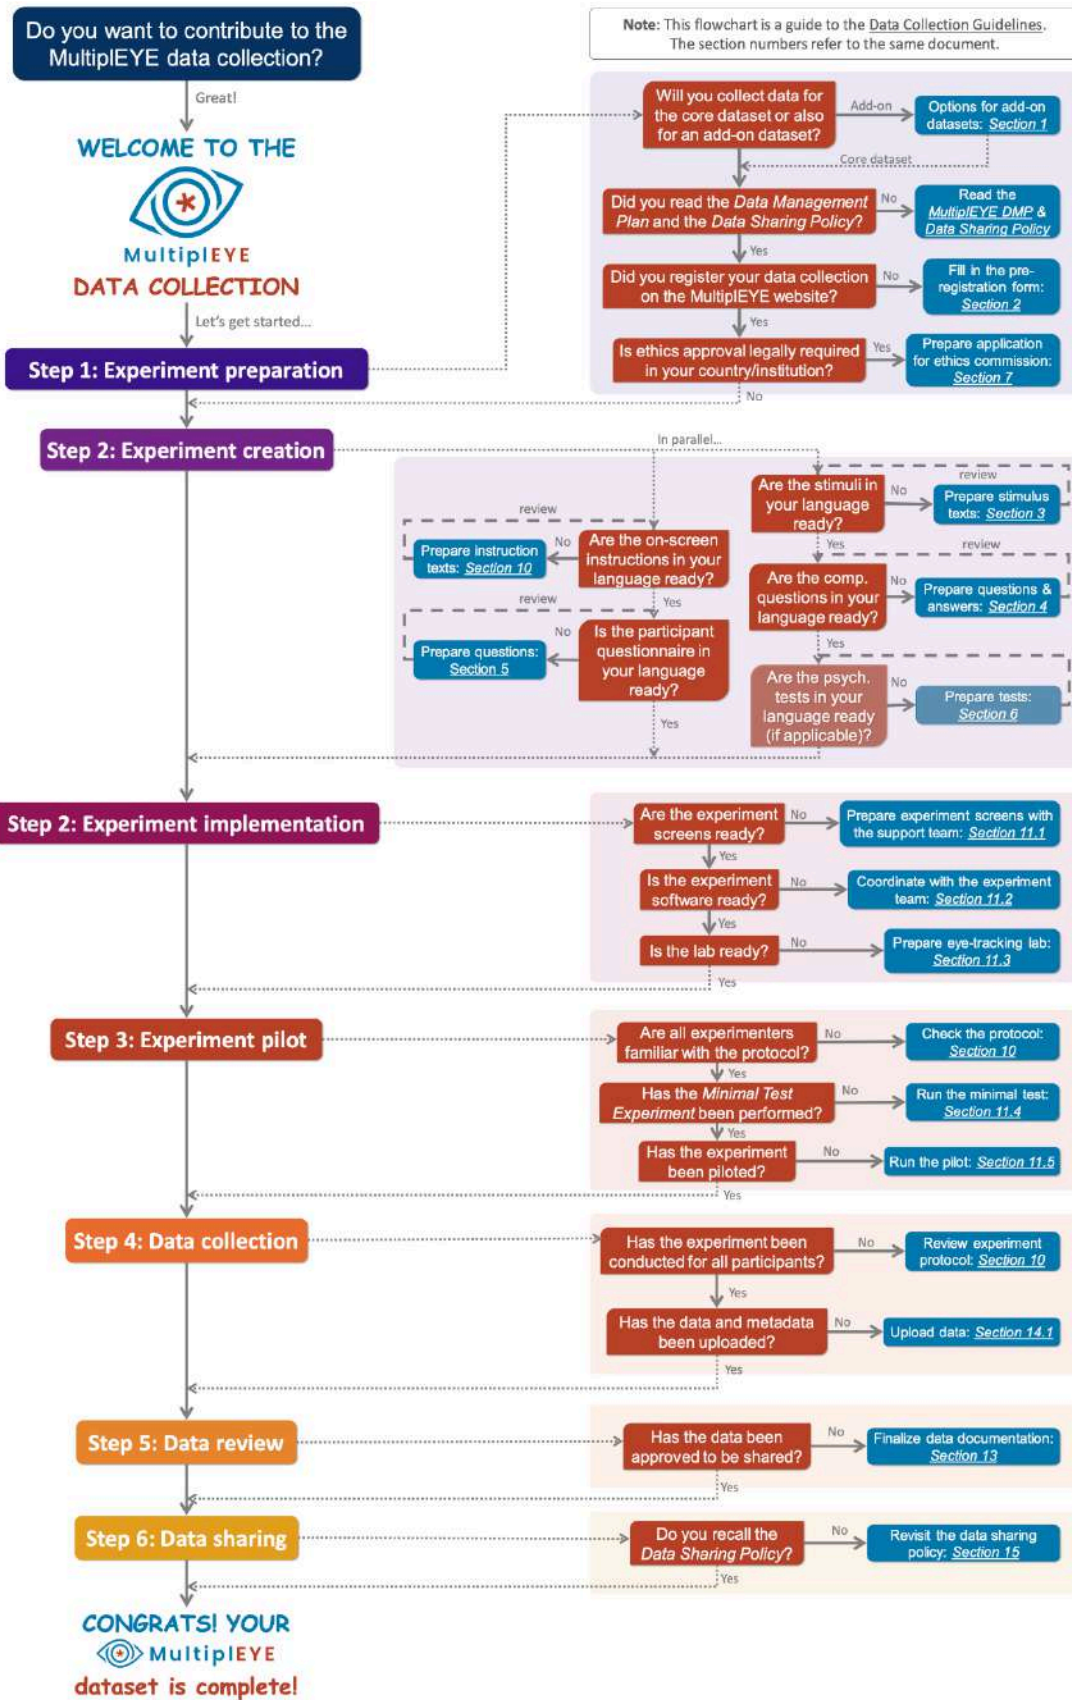 Do you want to contribute to the
MultiplEYE data collection?
Note: This flowchart is a guide to the Data Collection Guidelines.
The section numbers refer to the same document.
Great!
WELCOME TO THE
MultiplEYE
DATA COLLECTION
Let's get started...
Step 1: Experiment preparation
Will you collect data for
the core dataset or also
for an add-on dataset?
Add-on
Options for add-on
datasets: Section 1
Core dataset
Did you read the Data Management
Plan and the Data Sharing Policy?
No
Read the
MultiplEYE DMP &
Data Sharing Policy
Yes
Did you register your data collection
on the MultiplEYE website?
No
Fill in the pre-
registration form:
Section 2
Yes
Is ethics approval legally required
in your country/institution?
Yes
Prepare application
for ethics commission:
Section 7
No
Step 2: Experiment creation
In parallel...
review
Are the stimuli in
your language
ready?
No
Prepare stimulus
texts: Section 3
Yes
review
Are the on-screen
instructions in your
language ready?
No
Prepare instruction
texts: Section 10
Yes
review
Are the comp.
questions in your
language ready?
No
Prepare questions &
answers: Section 4
Yes
review
Is the participant
questionnaire in
your language
ready?
No
Prepare questions:
Section 5
Yes
Are the psych.
tests in your
language ready
(if applicable)?
No
Prepare tests:
Section 6
Step 2: Experiment implementation
Are the experiment
screens ready?
No
Prepare experiment screens with
the support team: Section 11.1
Yes
Is the experiment
software ready?
No
Coordinate with the experiment
team: Section 11.2
Yes
Is the lab ready?
No
Prepare eye-tracking lab:
Section 11.3
Yes
Step 3: Experiment pilot
Are all experimenters
familiar with the protocol?
No
Check the protocol:
Section 10
Yes
Has the Minimal Test
Experiment been performed?
No
Run the minimal test:
Section 11.4
Yes
Has the experiment
been piloted?
No
Run the pilot: Section 11.5
Yes
Step 4: Data collection
Has the experiment been
conducted for all participants?
No
Review experiment
protocol: Section 10
Yes
Has the data and metadata
been uploaded?
No
Upload data: Section 14.1
Yes
Step 5: Data review
Has the data been
approved to be shared?
No
Finalize data documentation:
Section 13
Yes
Step 6: Data sharing
Do you recall the
Data Sharing Policy?
No
Revisit the data sharing
policy: Section 15
Yes
CONGRATS! YOUR
MultiplEYE
dataset is complete!